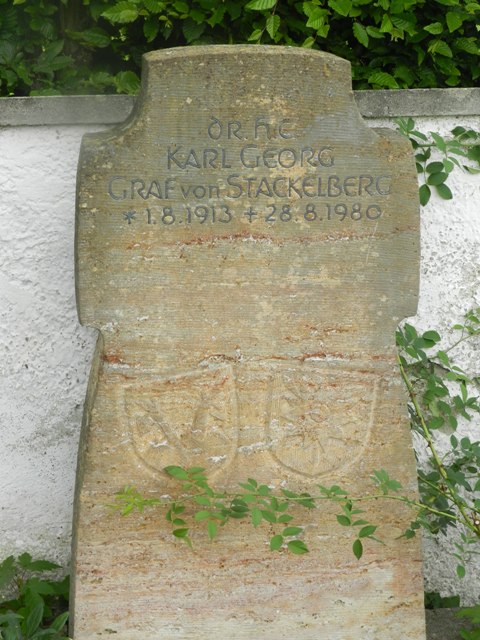 DR. H.C.
KARL GEORG
GRAF von STACKELBERG
*1.8.1913 +28.8.1980